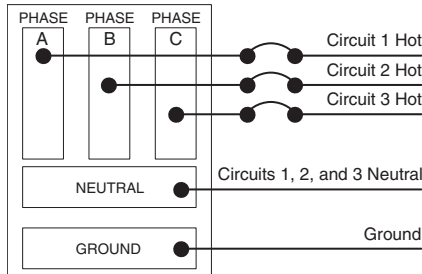 PHASE PHASE PHASE
A B C
Circuit 1 Hot
Circuit 2 Hot
Circuit 3 Hot
NEUTRAL
Circuits 1, 2, and 3 Neutral
GROUND
Ground